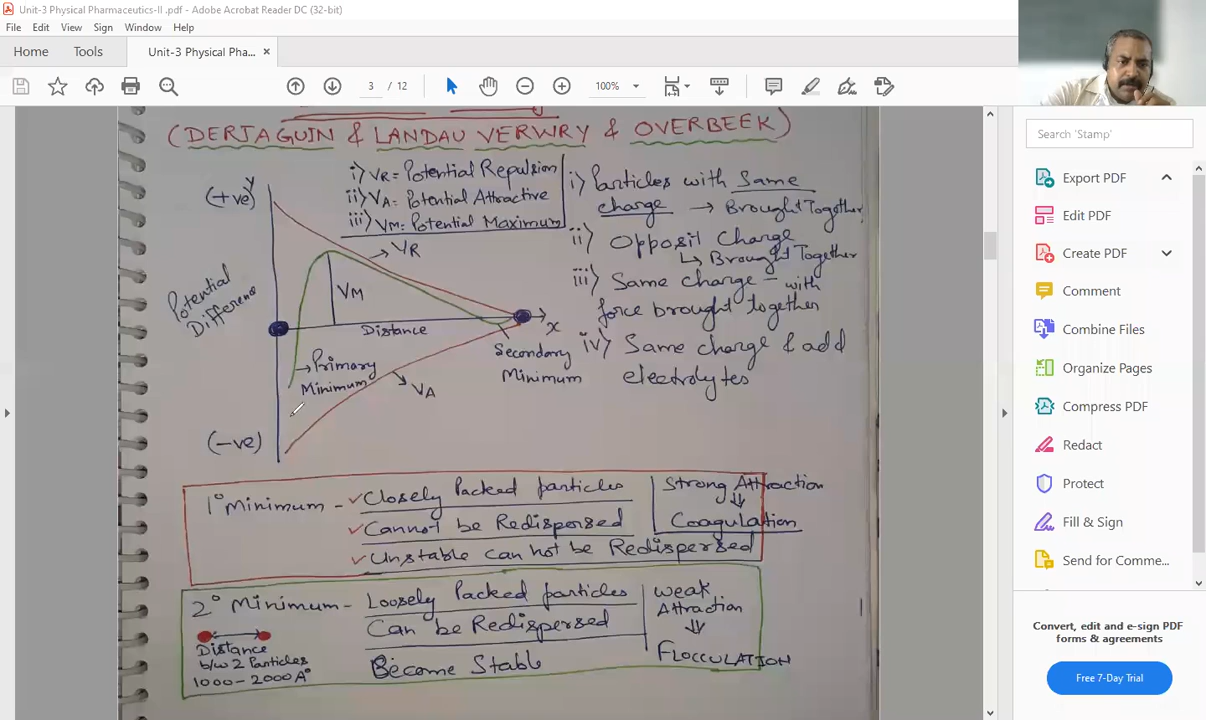 Unit-3 Physical Pharmaceutics-II .pdf - Adobe Acrobat Reader DC (32-bit)
File Edit View Sign Window Help
Home Tools Unit-3 Physical Pha... ×
3 / 12 100%
(DERJAGUIN & LANDAU VERWRY & OVERBEEK)
i) VR = Potential Repulsion
ii) VA = Potential Attractive
iii) VM = Potential Maximum
(+ve) Y
VR
VM
Potential
Difference
Distance
X
Primary
Minimum
Secondary
Minimum
VA
(-ve)
i) Particles with Same
charge → Brought Together
ii) Opposit Charge
↳ Brought Together
iii) Same charge - with
force brought together
iv) Same charge & add
electrolytes
1° Minimum - ✓ Closely Packed particles
✓ Cannot be Redispersed
✓ Unstable can not be Redispersed
Strong Attraction
⇓
Coagulation
2° Minimum - Loosely Packed particles
Can be Redispersed
Become Stable
weak
Attraction
⇓
FLOCCULATION
Distance
b/w 2 Particles
1000 - 2000 A°
Search 'Stamp'
Export PDF
Edit PDF
Create PDF
Comment
Combine Files
Organize Pages
Compress PDF
Redact
Protect
Fill & Sign
Send for Comme...
Convert, edit and e-sign PDF
forms & agreements
Free 7-Day Trial